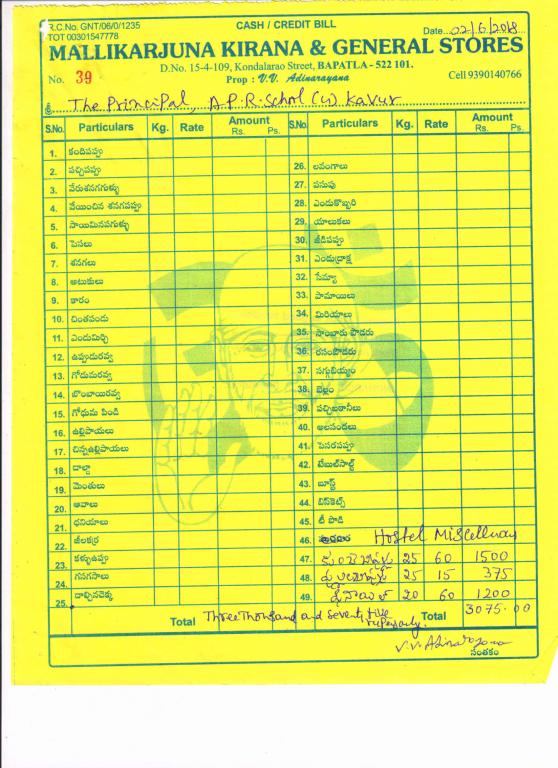 R.C.No. GNT/06/0/1235
CASH / CREDIT BILL
TOT 00301547778
Date 02/6/2018
MALLIKARJUNA KIRANA & GENERAL STORES
D.No. 15-4-109, Kondalarao Street, BAPATLA - 522 101.
No. 39
Prop : V.V. Adinarayana
Cell 9390140766
శ్రీ The Principal, A.P.R. School (G) Kavur
S.No. Particulars Kg. Rate Amount Rs. Ps. S.No. Particulars Kg. Rate Amount Rs. Ps.
1. కందిపప్పు
2. పచ్చిపప్పు
3. వేరుశనగగుళ్ళు
4. వేయించిన శనగపప్పు
5. సాయిమినపగుళ్ళు
6. పెసలు
7. శనగలు
8. అటుకులు
9. కారం
10. చింతపండు
11. ఎండుమిర్చి
12. ఉప్పుడురవ్వ
13. గోధుమరవ్వ
14. బొంబాయిరవ్వ
15. గోధుమ పిండి
16. ఉల్లిపాయలు
17. చిన్నఉల్లిపాయలు
18. డాల్డా
19. మెంతులు
20. ఆవాలు
21. ధనియాలు
22. జీలకర్ర
23. కళ్ళుఉప్పు
24. గసగసాలు
25. దాల్చినచెక్క
26. లవంగాలు
27. పసుపు
28. ఎండుకొబ్బరి
29. యాలుకలు
30. జీడిపప్పు
31. ఎండుద్రాక్ష
32. సేమ్యా
33. పామాయిలు
34. మిరియాలు
35. సాంబారు పౌడరు
36. రసంపౌడరు
37. సగ్గుబియ్యం
38. బెల్లం
39. పచ్చిబఠానీలు
40. అలసందలు
41. పెసరపప్పు
42. టేబుల్‌సాల్ట్
43. బూస్ట్
44. బిస్కెట్స్
45. టీ పొడి
46. Hostel
47. 25 60 1500
48. 25 15 375
49. 20 60 1200
Total Three Thousand and Seventy five rupees only. Total 3075.00
V.V. Adinarayana
సంతకం